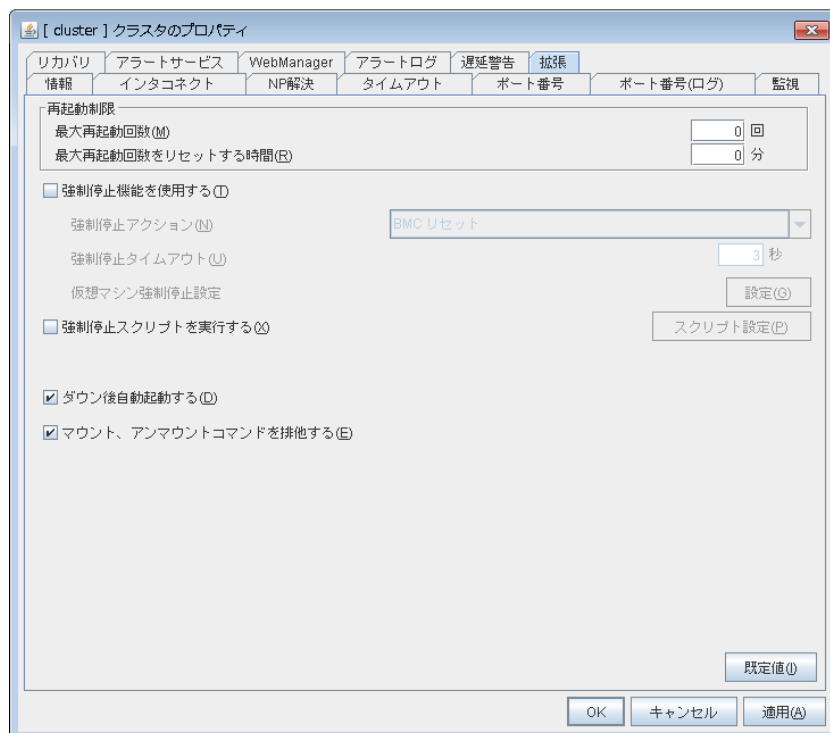 [ cluster ] クラスタのプロパティ
リカバリ アラートサービス WebManager アラートログ 遅延警告 拡張
情報 インタコネクト NP解決 タイムアウト ポート番号 ポート番号(ログ) 監視
再起動制限
最大再起動回数(M) 0 回
最大再起動回数をリセットする時間(R) 0 分
強制停止機能を使用する(T)
強制停止アクション(N) BMC リセット
強制停止タイムアウト(U) 3 秒
仮想マシン強制停止設定 設定(G)
強制停止スクリプトを実行する(X) スクリプト設定(P)
ダウン後自動起動する(D)
マウント、アンマウントコマンドを排他する(E)
既定値(I)
OK キャンセル 適用(A)